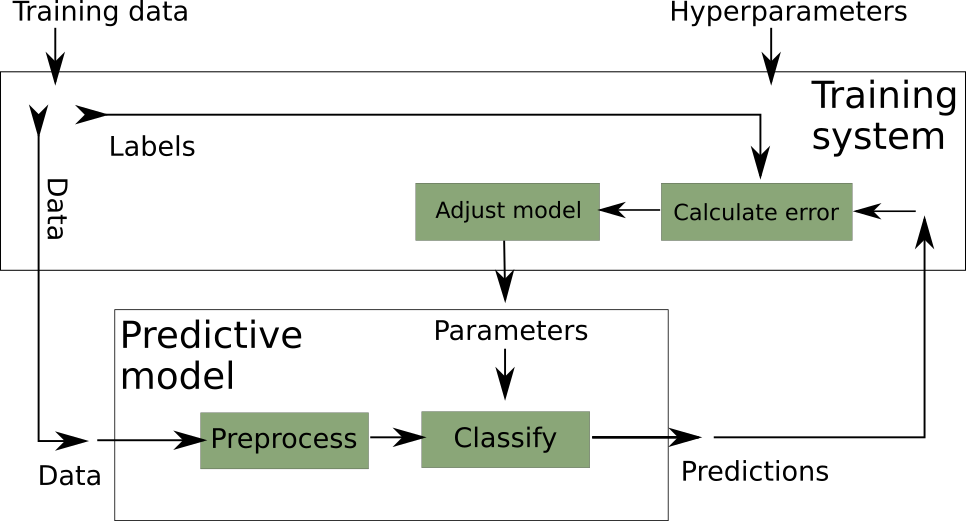 Training data
Hyperparameters
Training
system
Labels
Data
Adjust model
Calculate error
Predictive
model
Parameters
Preprocess
Classify
Data
Predictions